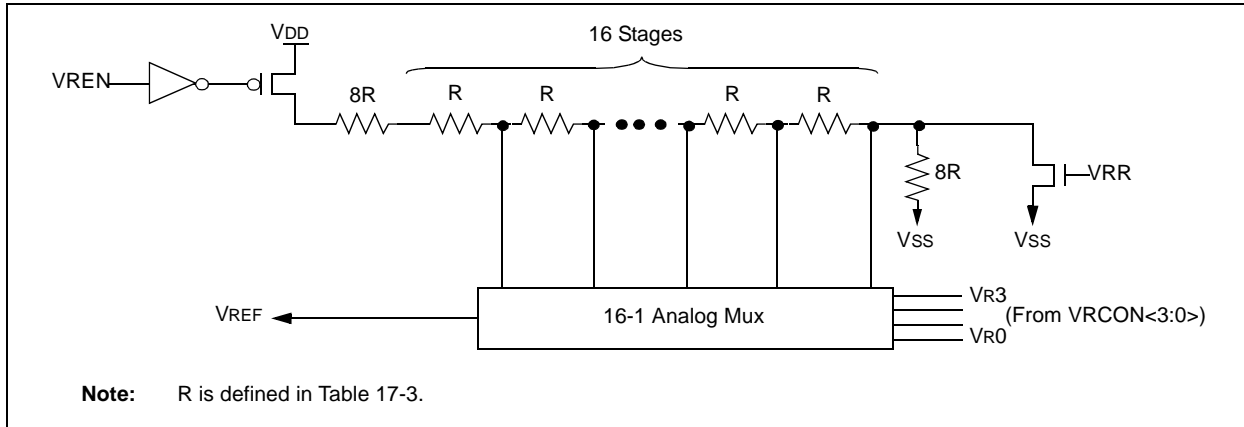 VDD
16 Stages
VREN
8R
R
R
R
R
8R
VRR
VSS
VSS
VREF
16-1 Analog Mux
VR3
(From VRCON<3:0>)
VR0
Note: R is defined in Table 17-3.